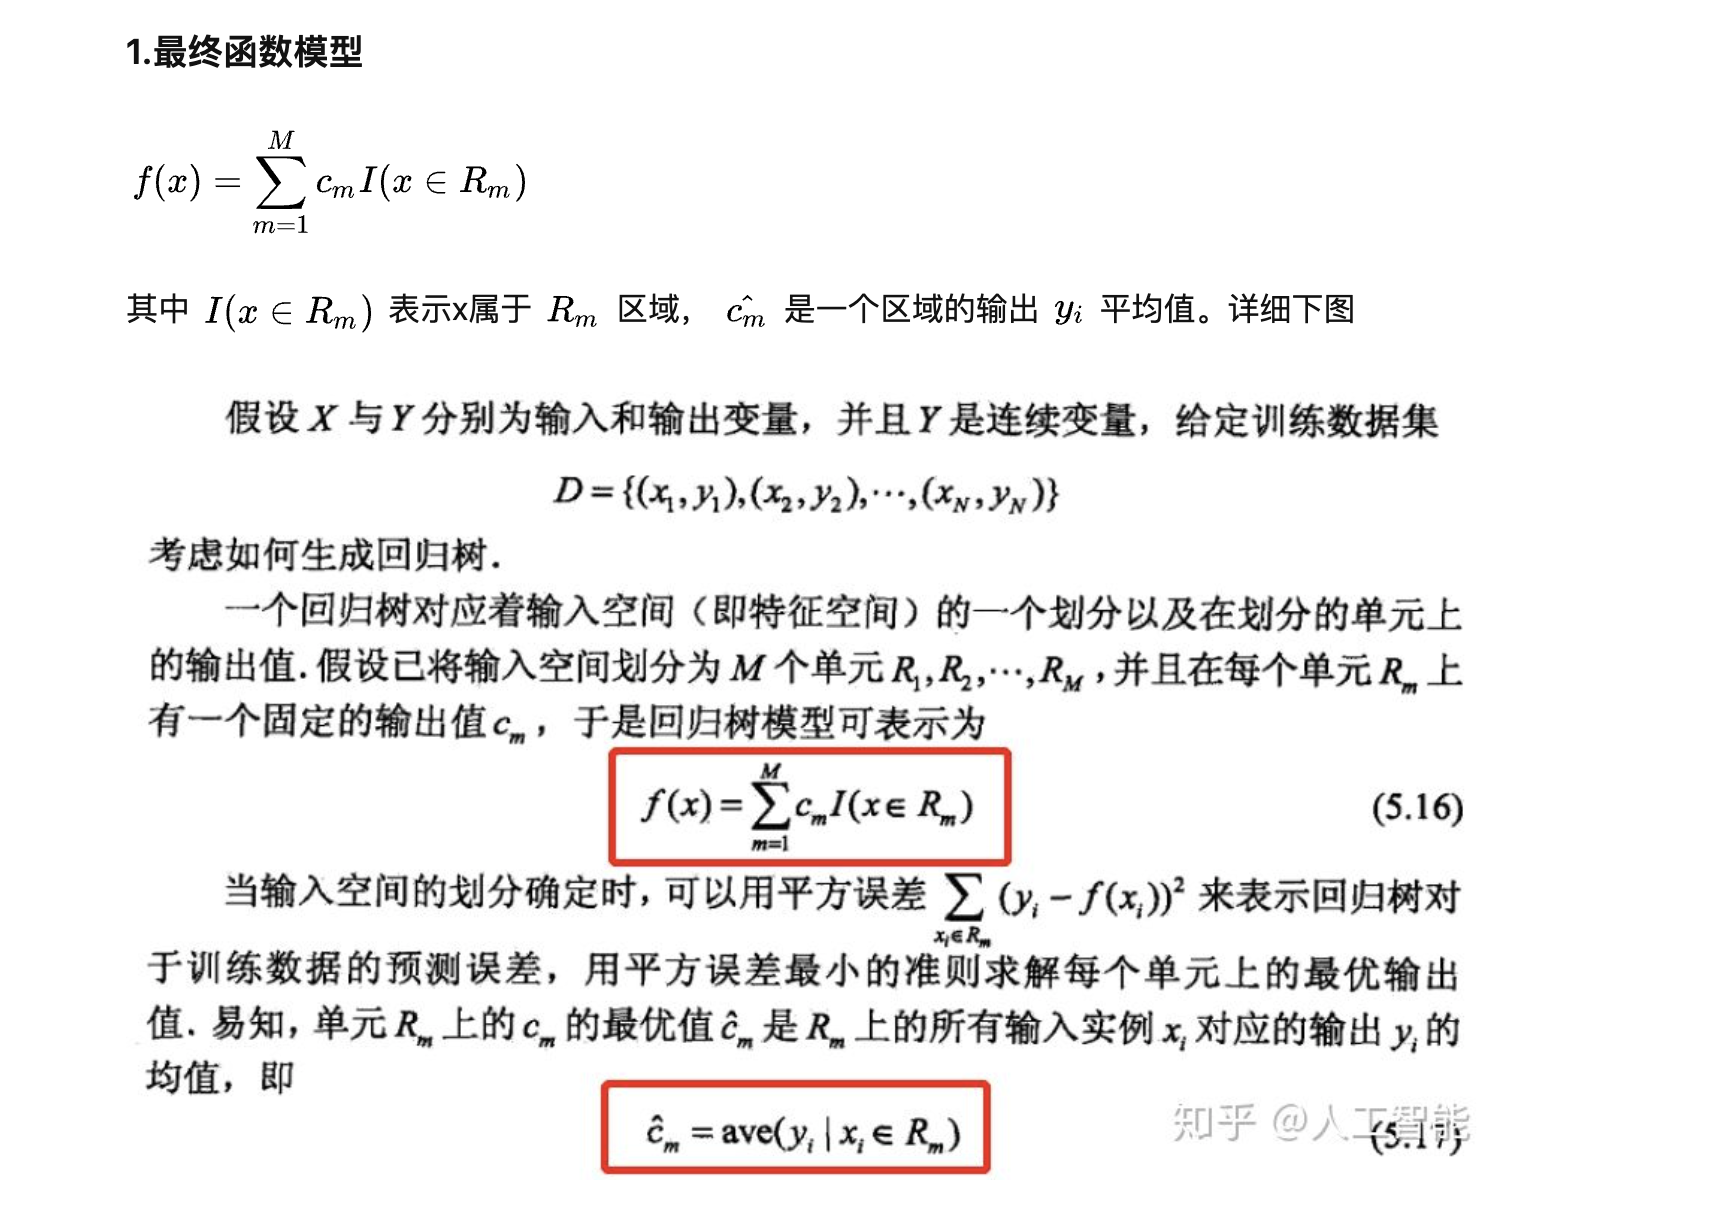 1.最终函数模型
f(x) = \sum_{m=1}^{M} c_m I(x ∈ R_m)
其中 I(x ∈ R_m) 表示x属于 R_m 区域， \hat{c_m} 是一个区域的输出 y_i 平均值。详细下图
假设 X 与 Y 分别为输入和输出变量，并且 Y 是连续变量，给定训练数据集
D = {(x_1, y_1), (x_2, y_2), ⋯, (x_N, y_N)}
考虑如何生成回归树.
一个回归树对应着输入空间（即特征空间）的一个划分以及在划分的单元上
的输出值. 假设已将输入空间划分为 M 个单元 R_1, R_2, ⋯, R_M，并且在每个单元 R_m 上
有一个固定的输出值 c_m，于是回归树模型可表示为
f(x) = \sum_{m=1}^{M} c_m I(x ∈ R_m) (5.16)
当输入空间的划分确定时，可以用平方误差 \sum_{x_i ∈ R_m} (y_i − f(x_i))^2 来表示回归树对
于训练数据的预测误差，用平方误差最小的准则求解每个单元上的最优输出
值. 易知，单元 R_m 上的 c_m 的最优值 \hat{c}_m 是 R_m 上的所有输入实例 x_i 对应的输出 y_i 的
均值，即
\hat{c}_m = ave(y_i | x_i ∈ R_m) (5.17)
知乎 @人工智能